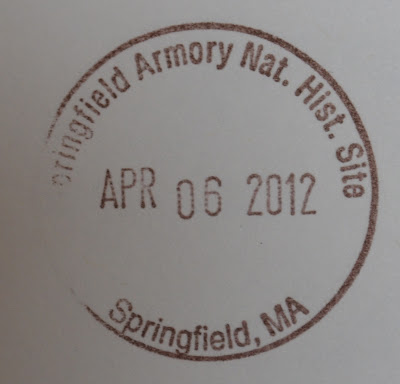 Springfield Armory Nat. Hist. Site
APR 06 2012
Springfield, MA